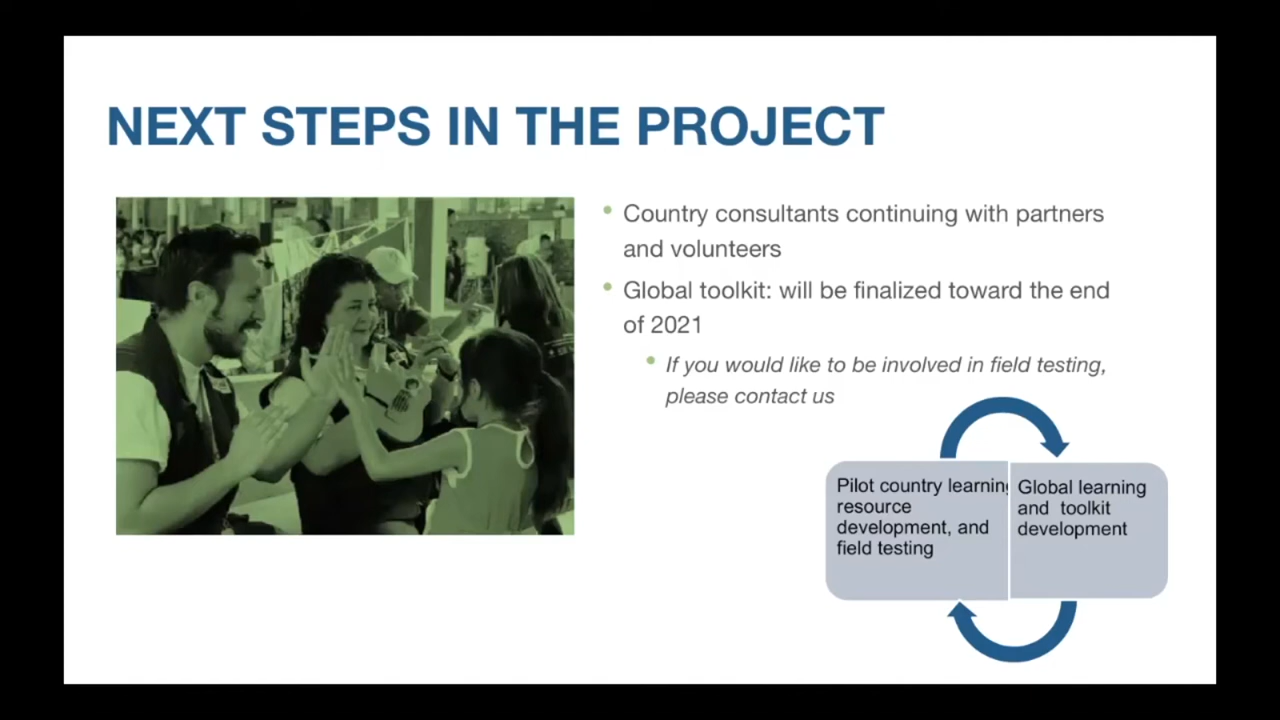 NEXT STEPS IN THE PROJECT
Country consultants continuing with partners
and volunteers
Global toolkit: will be finalized toward the end
of 2021
If you would like to be involved in field testing,
please contact us
Pilot country learning
resource
development, and
field testing
Global learning
and toolkit
development